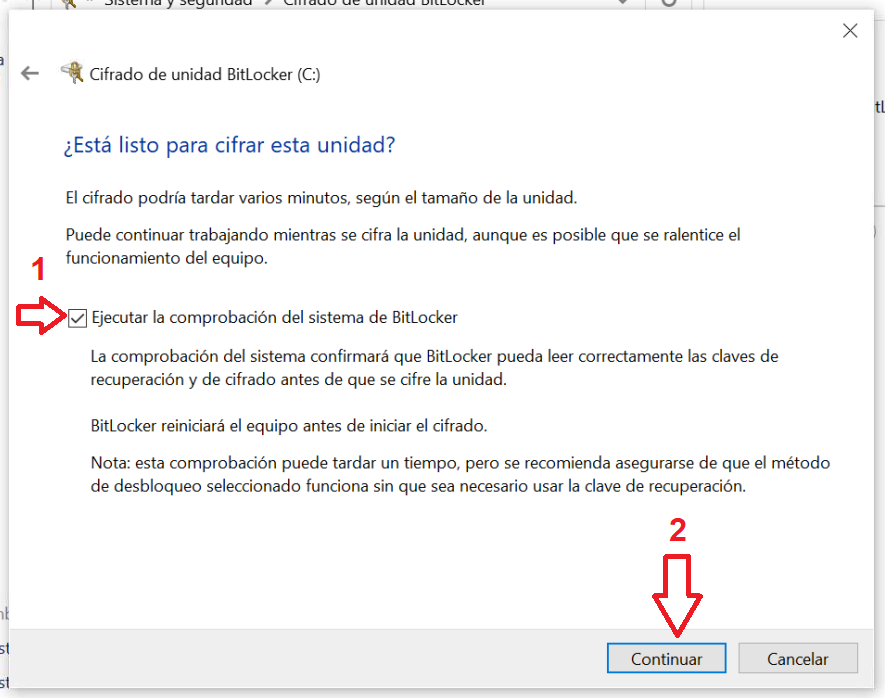 Sistema y seguridad > Cifrado de unidad BitLocker
Cifrado de unidad BitLocker (C:)
¿Está listo para cifrar esta unidad?
El cifrado podría tardar varios minutos, según el tamaño de la unidad.
Puede continuar trabajando mientras se cifra la unidad, aunque es posible que se ralentice el
funcionamiento del equipo.
1
Ejecutar la comprobación del sistema de BitLocker
La comprobación del sistema confirmará que BitLocker pueda leer correctamente las claves de
recuperación y de cifrado antes de que se cifre la unidad.
BitLocker reiniciará el equipo antes de iniciar el cifrado.
Nota: esta comprobación puede tardar un tiempo, pero se recomienda asegurarse de que el método
de desbloqueo seleccionado funciona sin que sea necesario usar la clave de recuperación.
2
Continuar
Cancelar